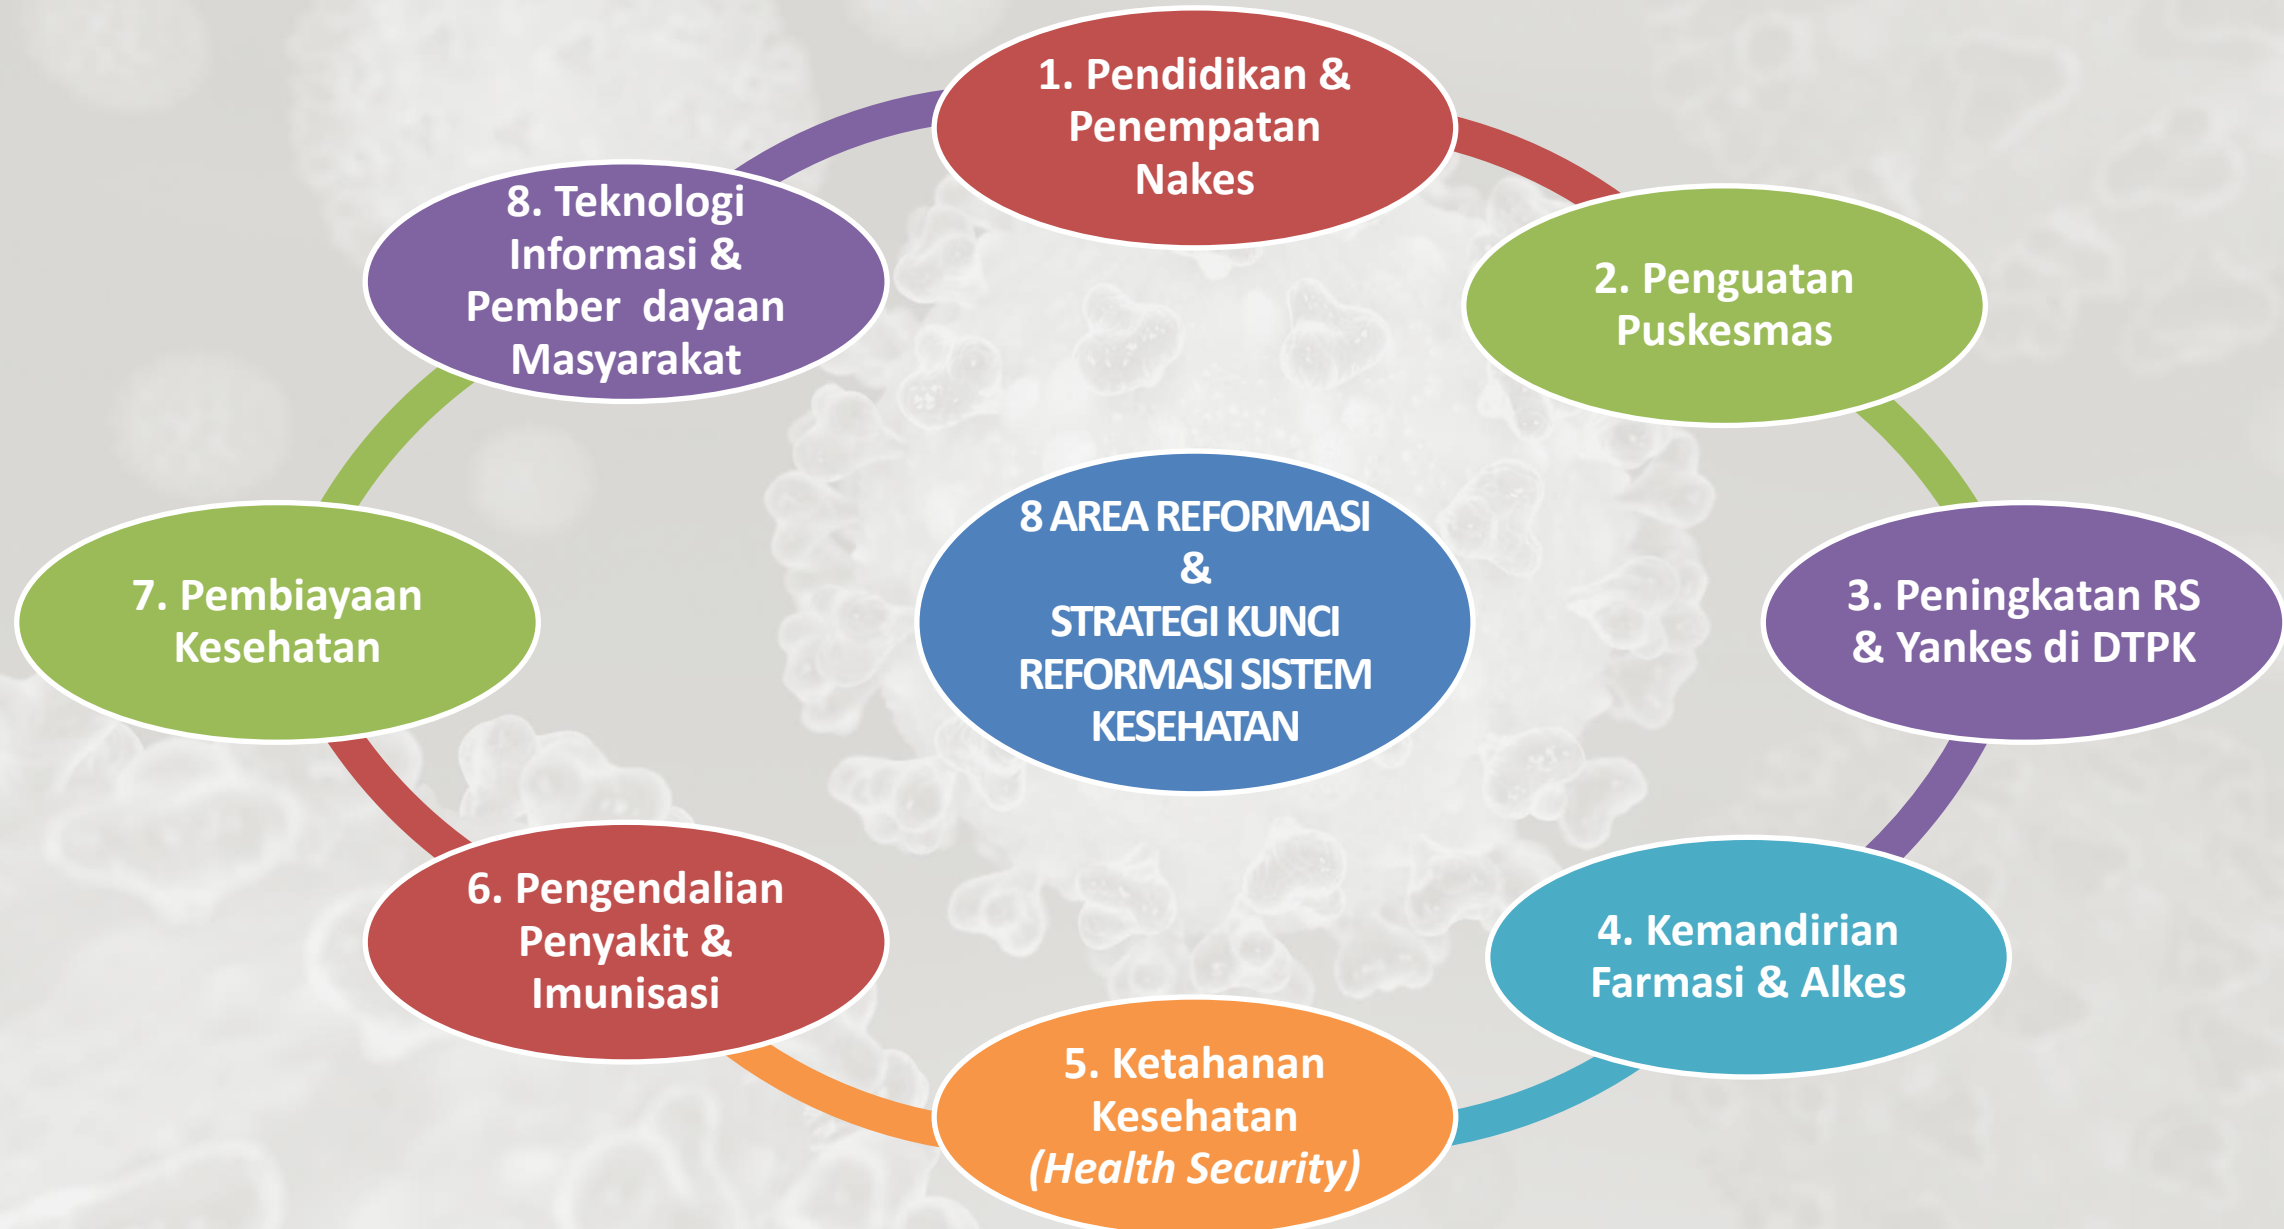 1. Pendidikan &
Penempatan
Nakes
2. Penguatan
Puskesmas
3. Peningkatan RS
& Yankes di DTPK
4. Kemandirian
Farmasi & Alkes
5. Ketahanan
Kesehatan
(Health Security)
6. Pengendalian
Penyakit &
Imunisasi
7. Pembiayaan
Kesehatan
8. Teknologi
Informasi &
Pember  dayaan
Masyarakat
8 AREA REFORMASI
&
STRATEGI KUNCI
REFORMASI SISTEM
KESEHATAN